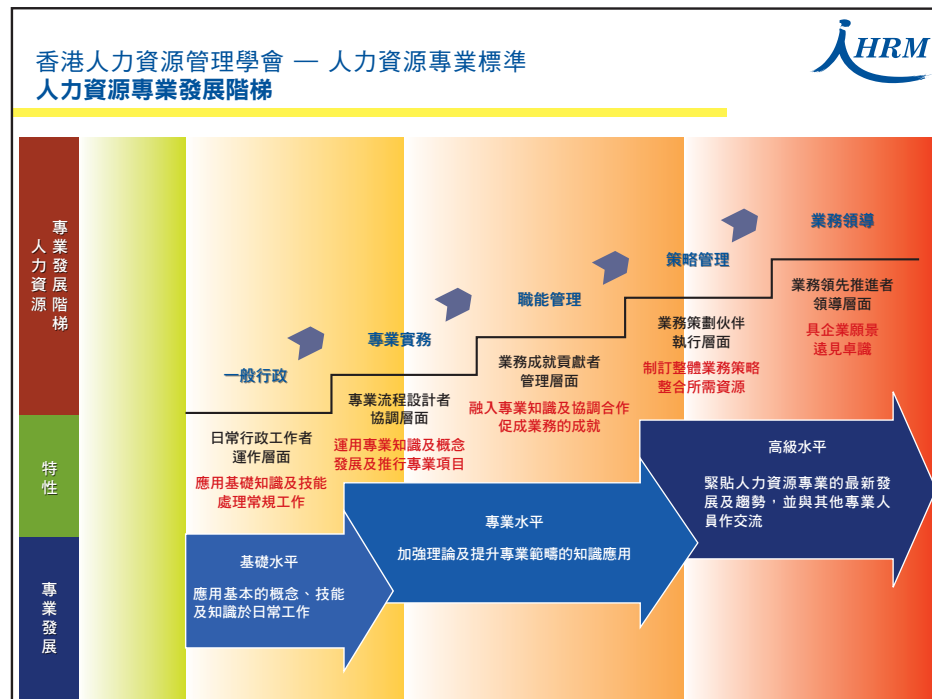 香港人力資源管理學會 — 人力資源專業標準
人力資源專業發展階梯
HRM
人力資源
專業發展階梯
特性
專業發展
一般行政
日常行政工作者
運作層面
應用基礎知識及技能
處理常規工作
專業實務
專業流程設計者
協調層面
運用專業知識及概念
發展及推行專業項目
職能管理
業務成就貢獻者
管理層面
融入專業知識及協調合作
促成業務的成就
策略管理
業務策劃伙伴
執行層面
制訂整體業務策略
整合所需資源
業務領導
業務領先推進者
領導層面
具企業願景
遠見卓識
基礎水平
應用基本的概念、技能
及知識於日常工作
專業水平
加強理論及提升專業範疇的知識應用
高級水平
緊貼人力資源專業的最新發
展及趨勢，並與其他專業人
員作交流